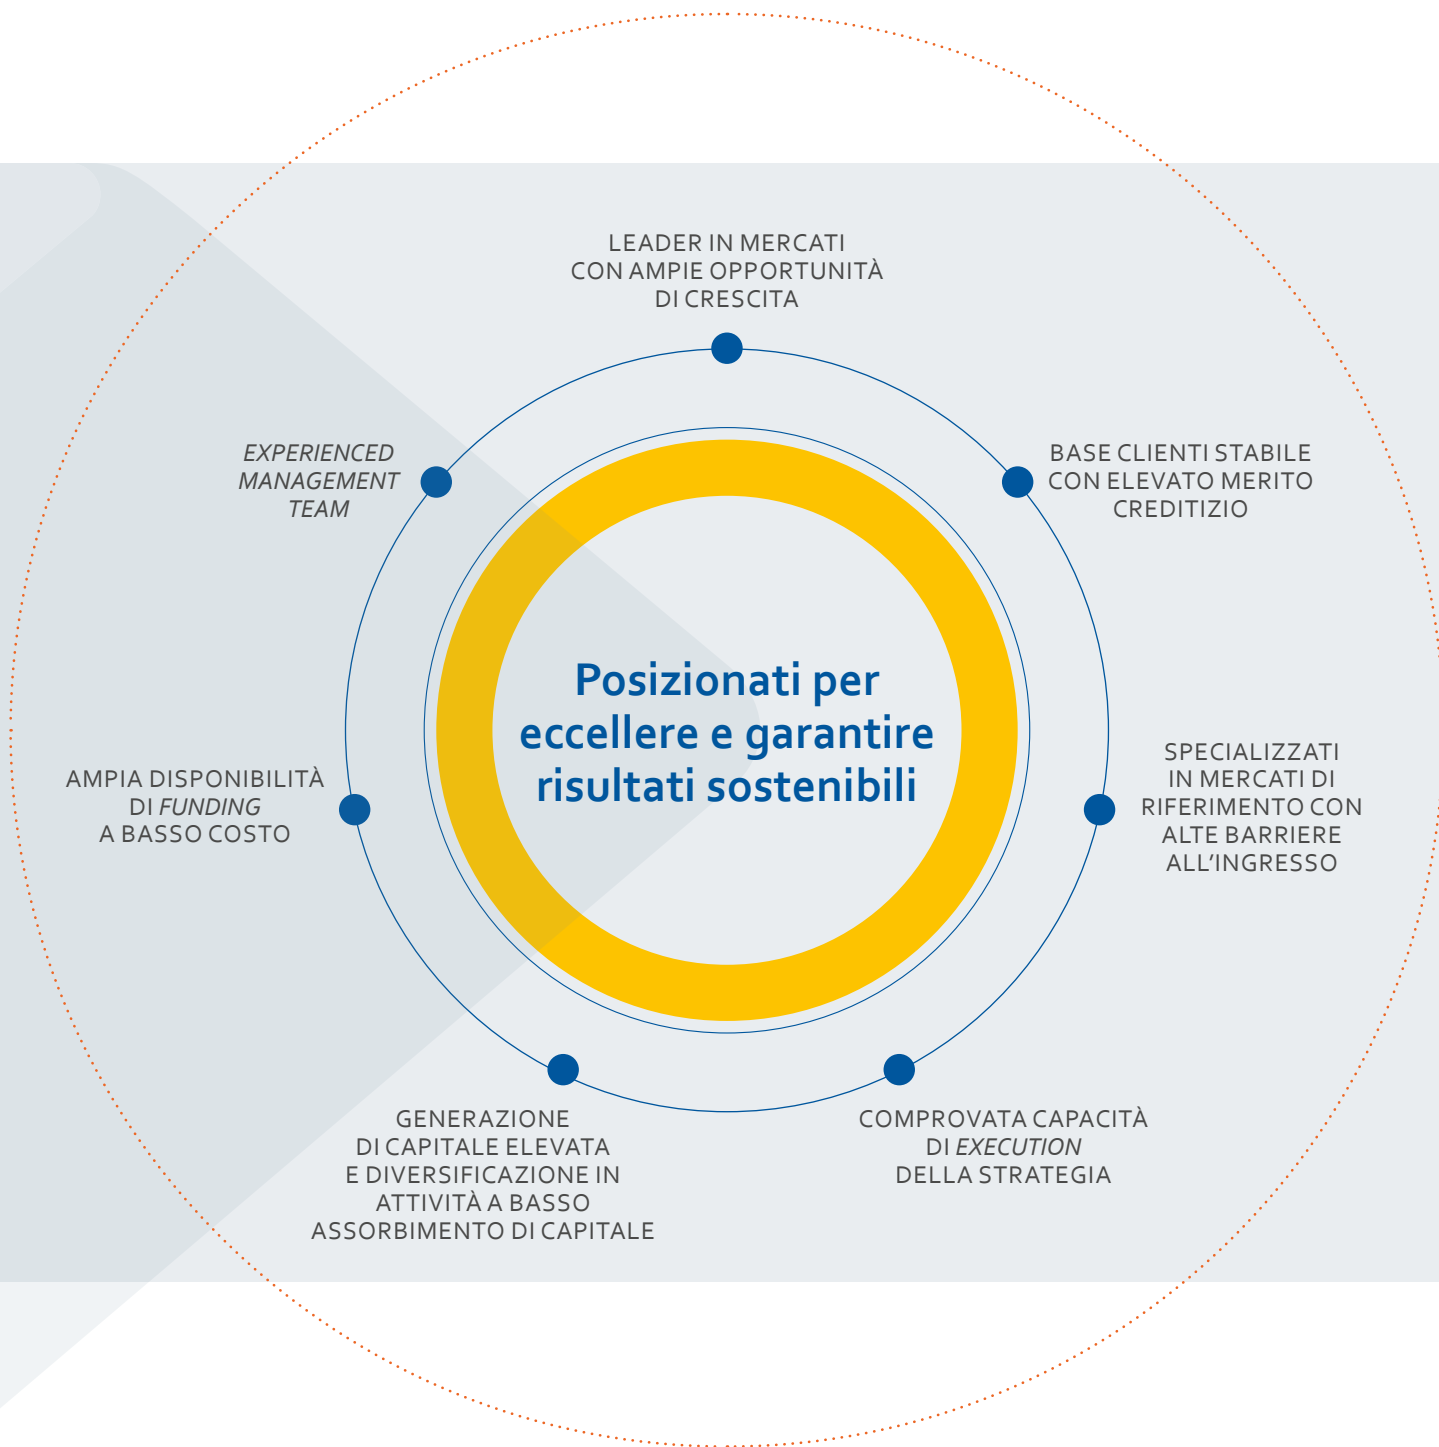 LEADER IN MERCATI
CON AMPIE OPPORTUNITÀ
DI CRESCITA
BASE CLIENTI STABILE
CON ELEVATO MERITO
CREDITIZIO
SPECIALIZZATI
IN MERCATI DI
RIFERIMENTO CON
ALTE BARRIERE
ALL’INGRESSO
COMPROVATA CAPACITÀ
DI EXECUTION
DELLA STRATEGIA
GENERAZIONE
DI CAPITALE ELEVATA
E DIVERSIFICAZIONE IN
ATTIVITÀ A BASSO
ASSORBIMENTO DI CAPITALE
AMPIA DISPONIBILITÀ
DI FUNDING
A BASSO COSTO
EXPERIENCED
MANAGEMENT
TEAM
Posizionati per
eccellere e garantire
risultati sostenibili